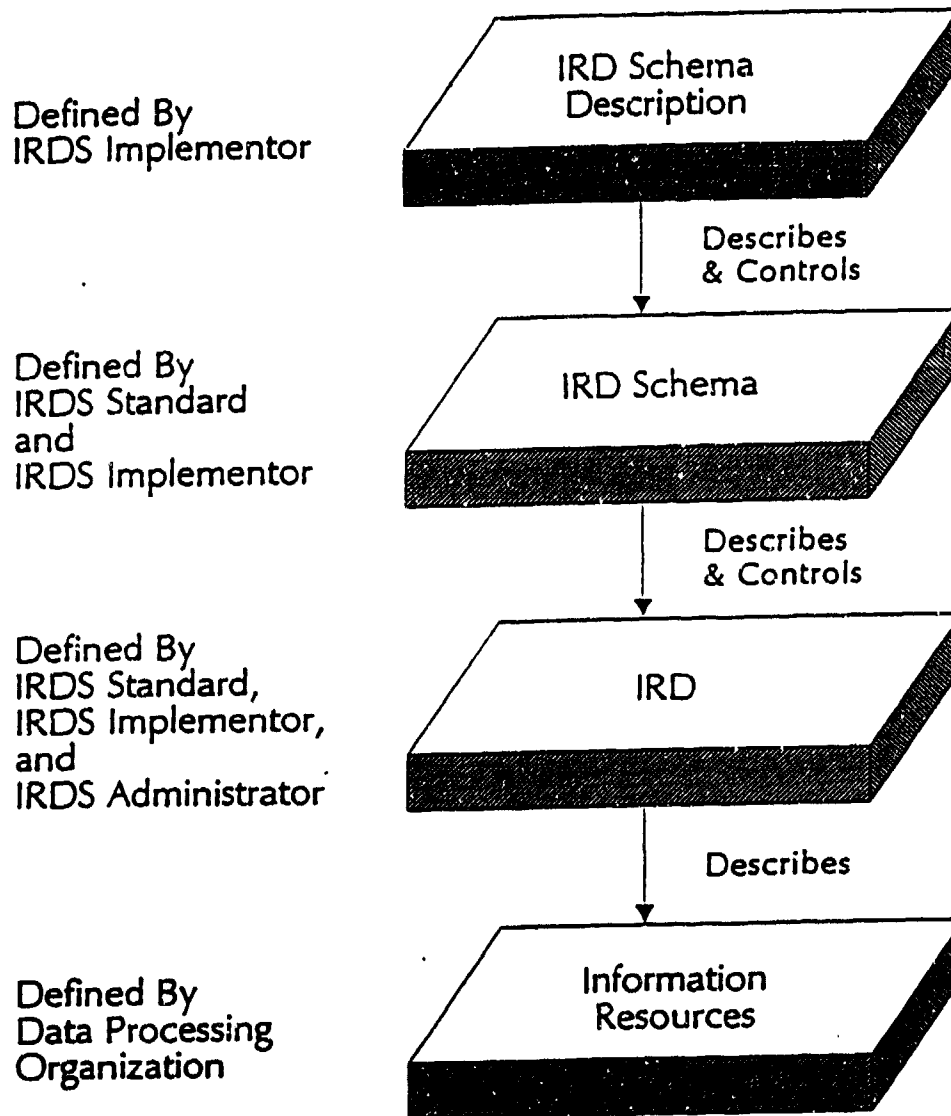 IRD Schema
Description
Defined By
IRDS Implementor
Describes
& Controls
Defined By
IRDS Standard
and
IRDS Implementor
IRD Schema
Describes
& Controls
Defined By
IRDS Standard,
IRDS Implementor,
and
IRDS Administrator
IRD
Describes
Defined By
Data Processing
Organization
Information
Resources